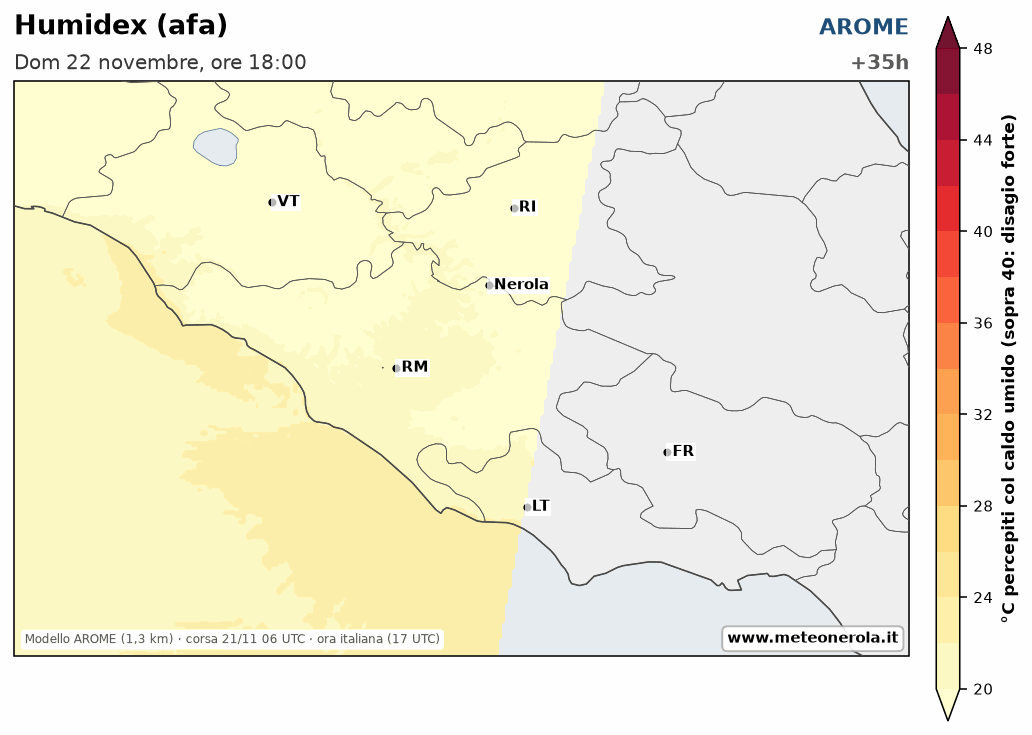 Humidex (afa)
AROME
Dom 22 novembre, ore 18:00
+35h
VT
RI
Nerola
RM
FR
LT
Modello AROME (1,3 km) · corsa 21/11 06 UTC · ora italiana (17 UTC)
www.meteonerola.it
48
44
40
36
32
28
24
20
°C percepiti col caldo umido (sopra 40: disagio forte)